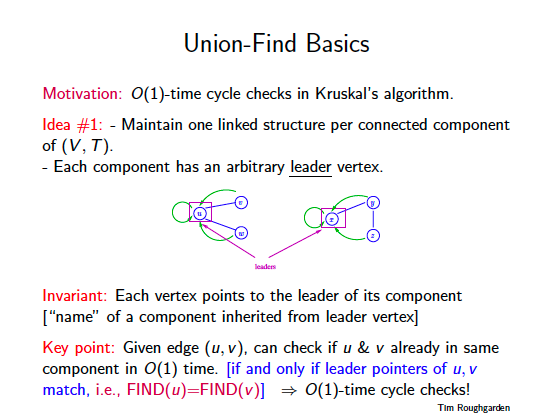 Union-Find Basics
Motivation: O(1)-time cycle checks in Kruskal's algorithm.
Idea #1: - Maintain one linked structure per connected component
of (V, T).
- Each component has an arbitrary leader vertex.
u
v
w
x
y
z
leaders
Invariant: Each vertex points to the leader of its component
["name" of a component inherited from leader vertex]
Key point: Given edge (u, v), can check if u & v already in same
component in O(1) time. [if and only if leader pointers of u, v
match, i.e., FIND(u)=FIND(v)] ⇒ O(1)-time cycle checks!
Tim Roughgarden